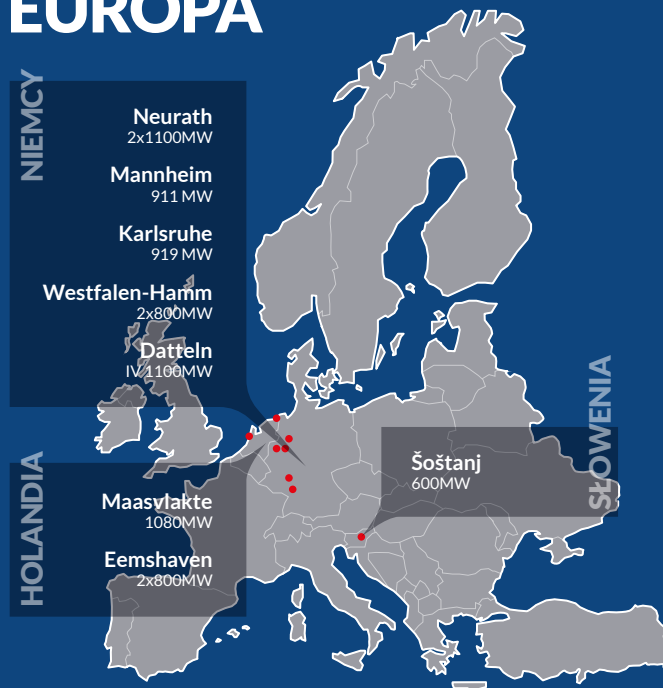 EUROPA
NIEMCY
Neurath
2x1100MW
Mannheim
911 MW
Karlsruhe
919 MW
Westfalen-Hamm
2x800MW
Datteln
IV 1100MW
HOLANDIA
Maasvlakte
1080MW
Eemshaven
2x800MW
SŁOWENIA
Šoštanj
600MW